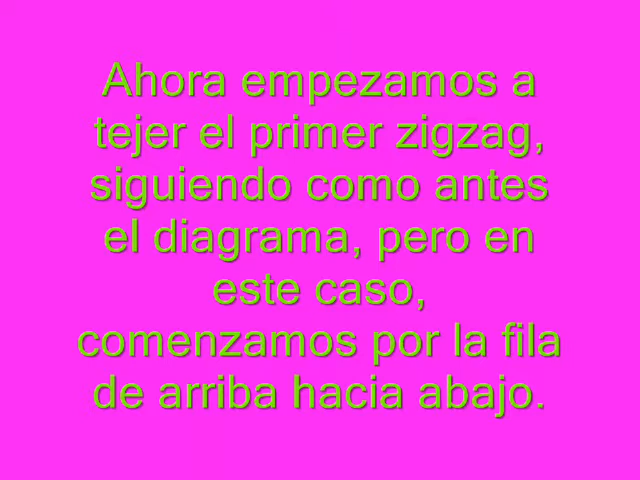 Ahora empezamos a
tejer el primer zigzag,
siguiendo como antes
el diagrama, pero en
este caso,
comenzamos por la fila
de arriba hacia abajo.